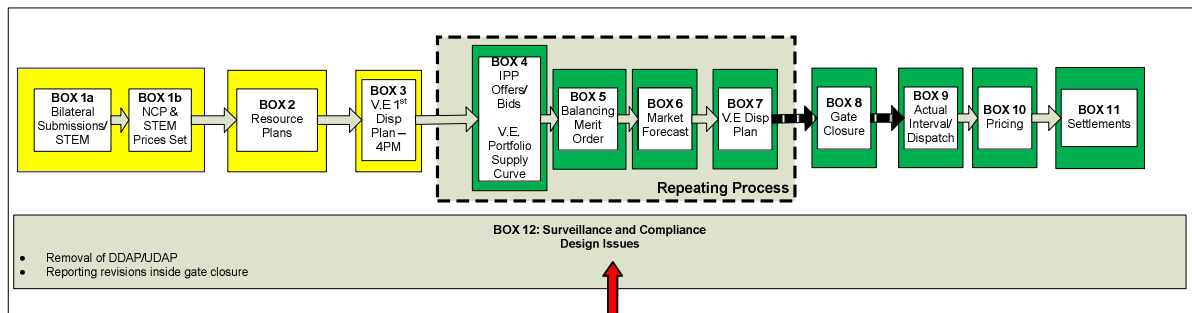 BOX 1a
Bilateral
Submissions/
STEM
BOX 1b
NCP &
STEM
Prices Set
BOX 2
Resource
Plans
BOX 3
V.E 1st
Disp
Plan –
4PM
BOX 4
IPP
Offers/
Bids
V.E.
Portfolio
Supply
Curve
BOX 5
Balancing
Merit
Order
BOX 6
Market
Forecast
BOX 7
V.E Disp
Plan
Repeating Process
BOX 8
Gate
Closure
BOX 9
Actual
Interval/
Dispatch
BOX 10
Pricing
BOX 11
Settlements
BOX 12: Surveillance and Compliance
Design Issues
● Removal of DDAP/UDAP
● Reporting revisions inside gate closure